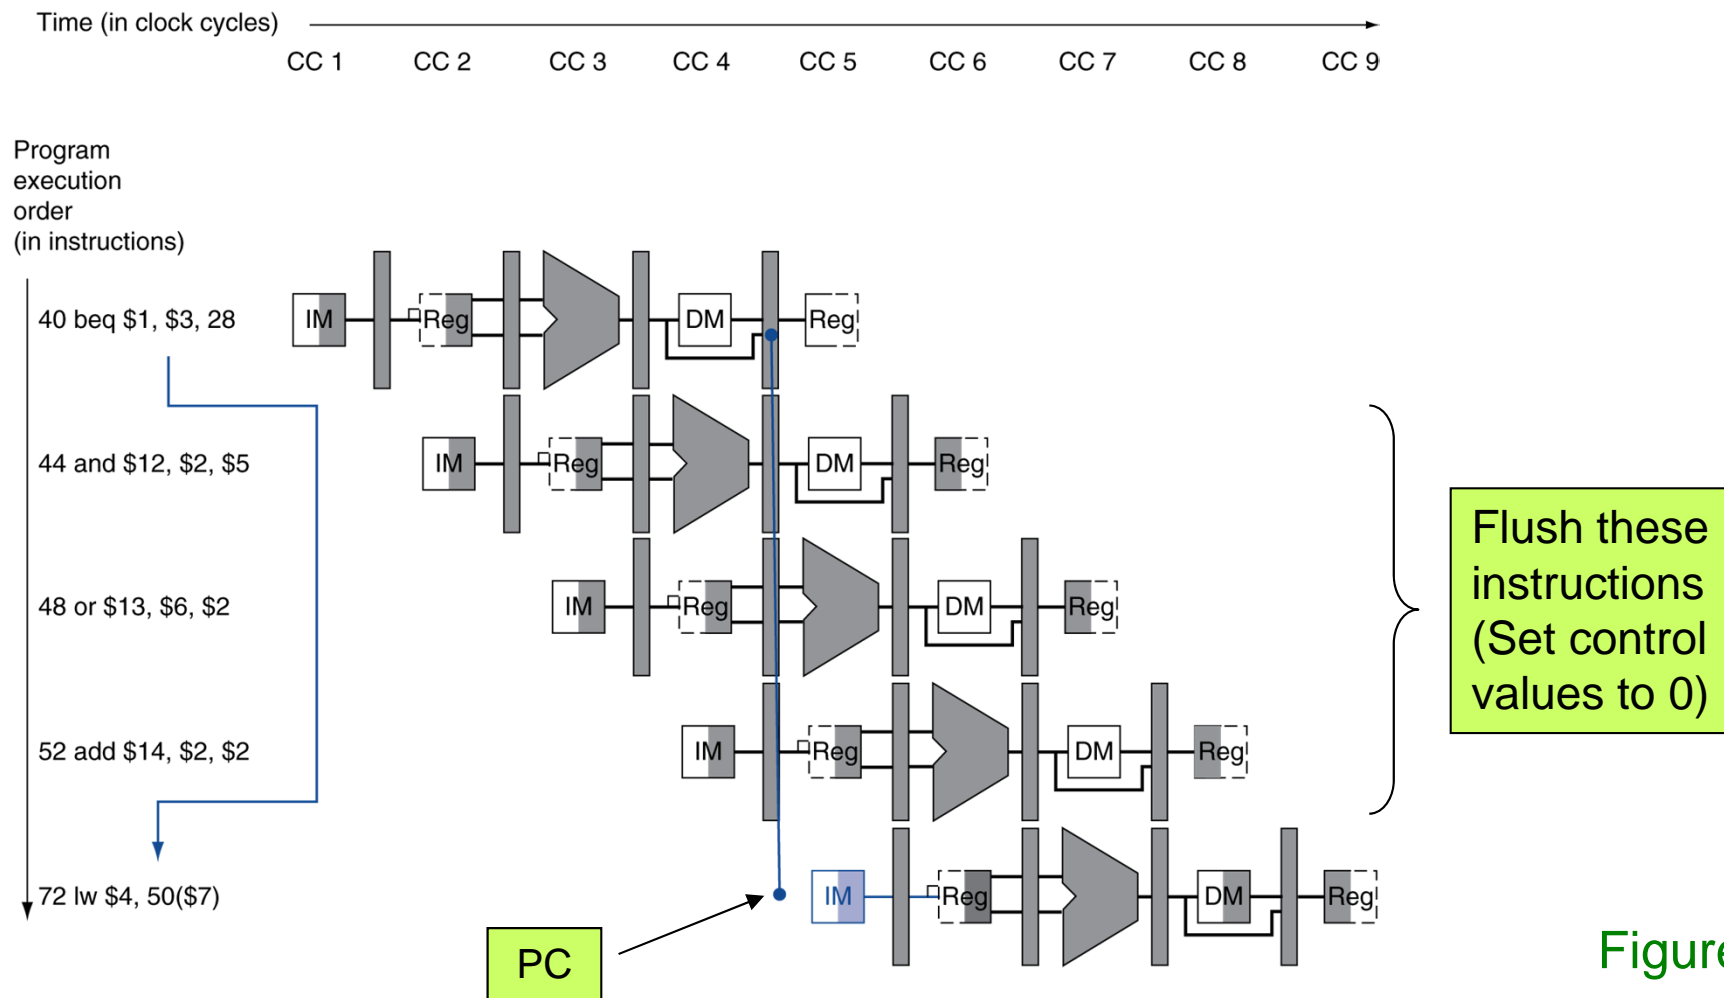 Time (in clock cycles)
CC 1 CC 2 CC 3 CC 4 CC 5 CC 6 CC 7 CC 8 CC 9
Program
execution
order
(in instructions)
40 beq $1, $3, 28
IM Reg DM Reg
44 and $12, $2, $5
IM Reg DM Reg
48 or $13, $6, $2
IM Reg DM Reg
52 add $14, $2, $2
IM Reg DM Reg
72 lw $4, 50($7)
IM Reg DM Reg
Flush these
instructions
(Set control
values to 0)
PC
Figure